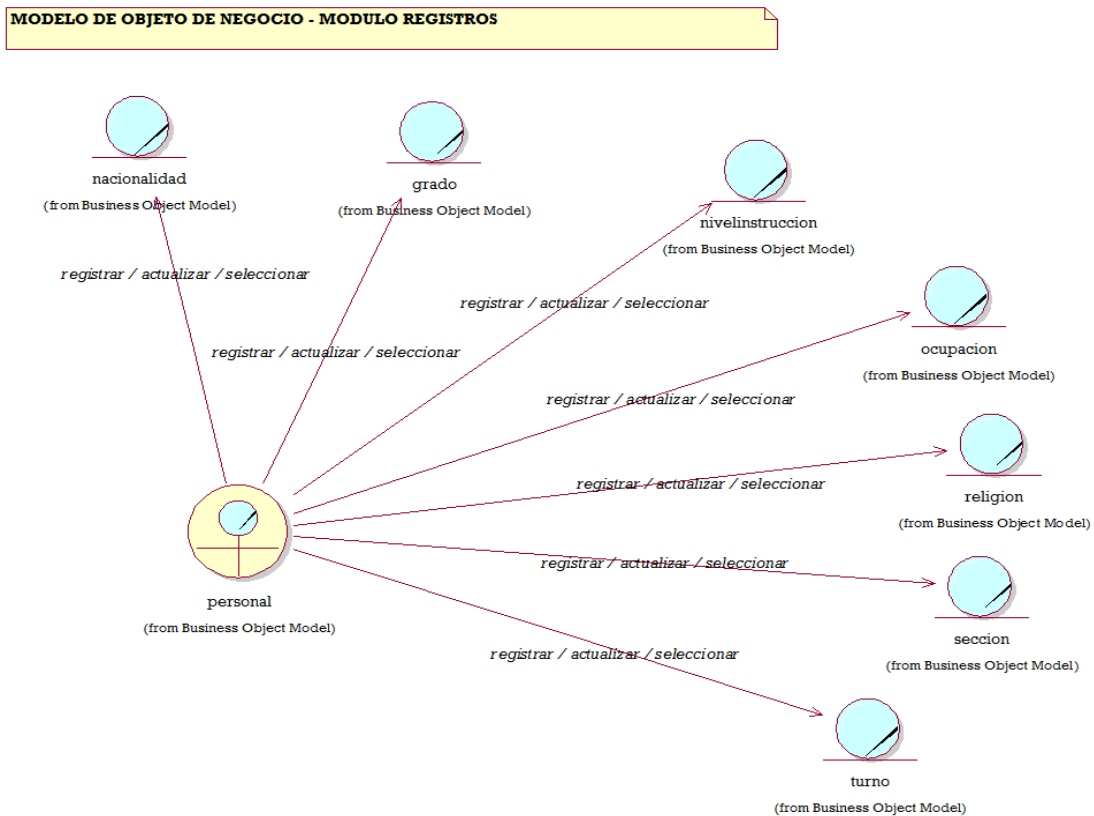 MODELO DE OBJETO DE NEGOCIO - MODULO REGISTROS
nacionalidad
(from Business Object Model)
grado
(from Business Object Model)
nivelinstruccion
(from Business Object Model)
registrar / actualizar / seleccionar
registrar / actualizar / seleccionar
registrar / actualizar / seleccionar
ocupacion
(from Business Object Model)
registrar / actualizar / seleccionar
religion
(from Business Object Model)
registrar / actualizar / seleccionar
registrar / actualizar / seleccionar
personal
(from Business Object Model)
seccion
(from Business Object Model)
registrar / actualizar / seleccionar
turno
(from Business Object Model)